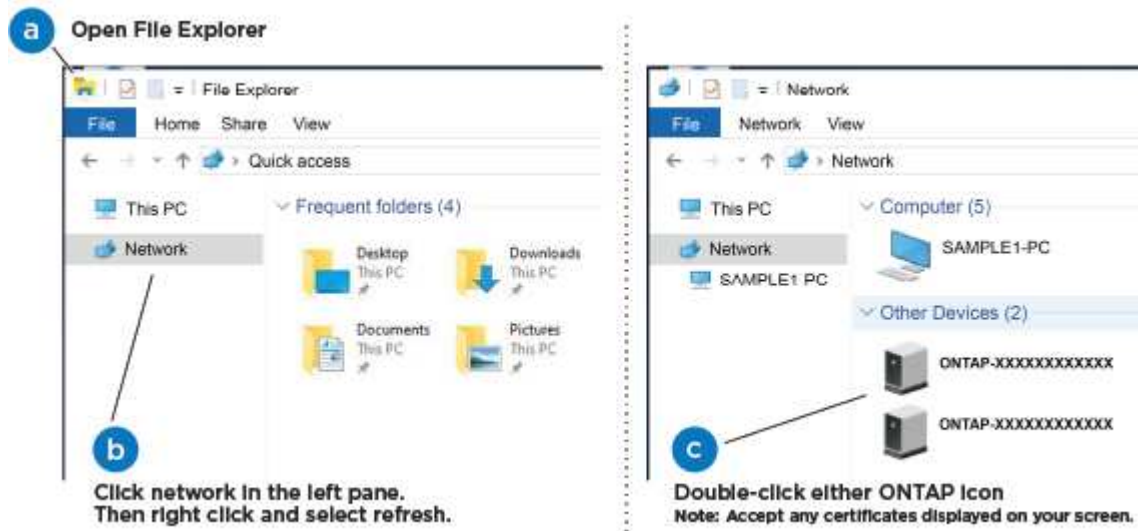 a Open File Explorer
File Explorer
File Home Share View
Quick access
This PC
Network
Frequent folders (4)
Desktop
This PC
Downloads
This PC
Documents
This PC
Pictures
This PC
b
Click network in the left pane.
Then right click and select refresh.
Network
File Network View
Network
This PC
Network
SAMPLE1 PC
Computer (5)
SAMPLE1-PC
Other Devices (2)
ONTAP-XXXXXXXXXXXX
ONTAP-XXXXXXXXXXXX
c
Double-click either ONTAP icon
Note: Accept any certificates displayed on your screen.